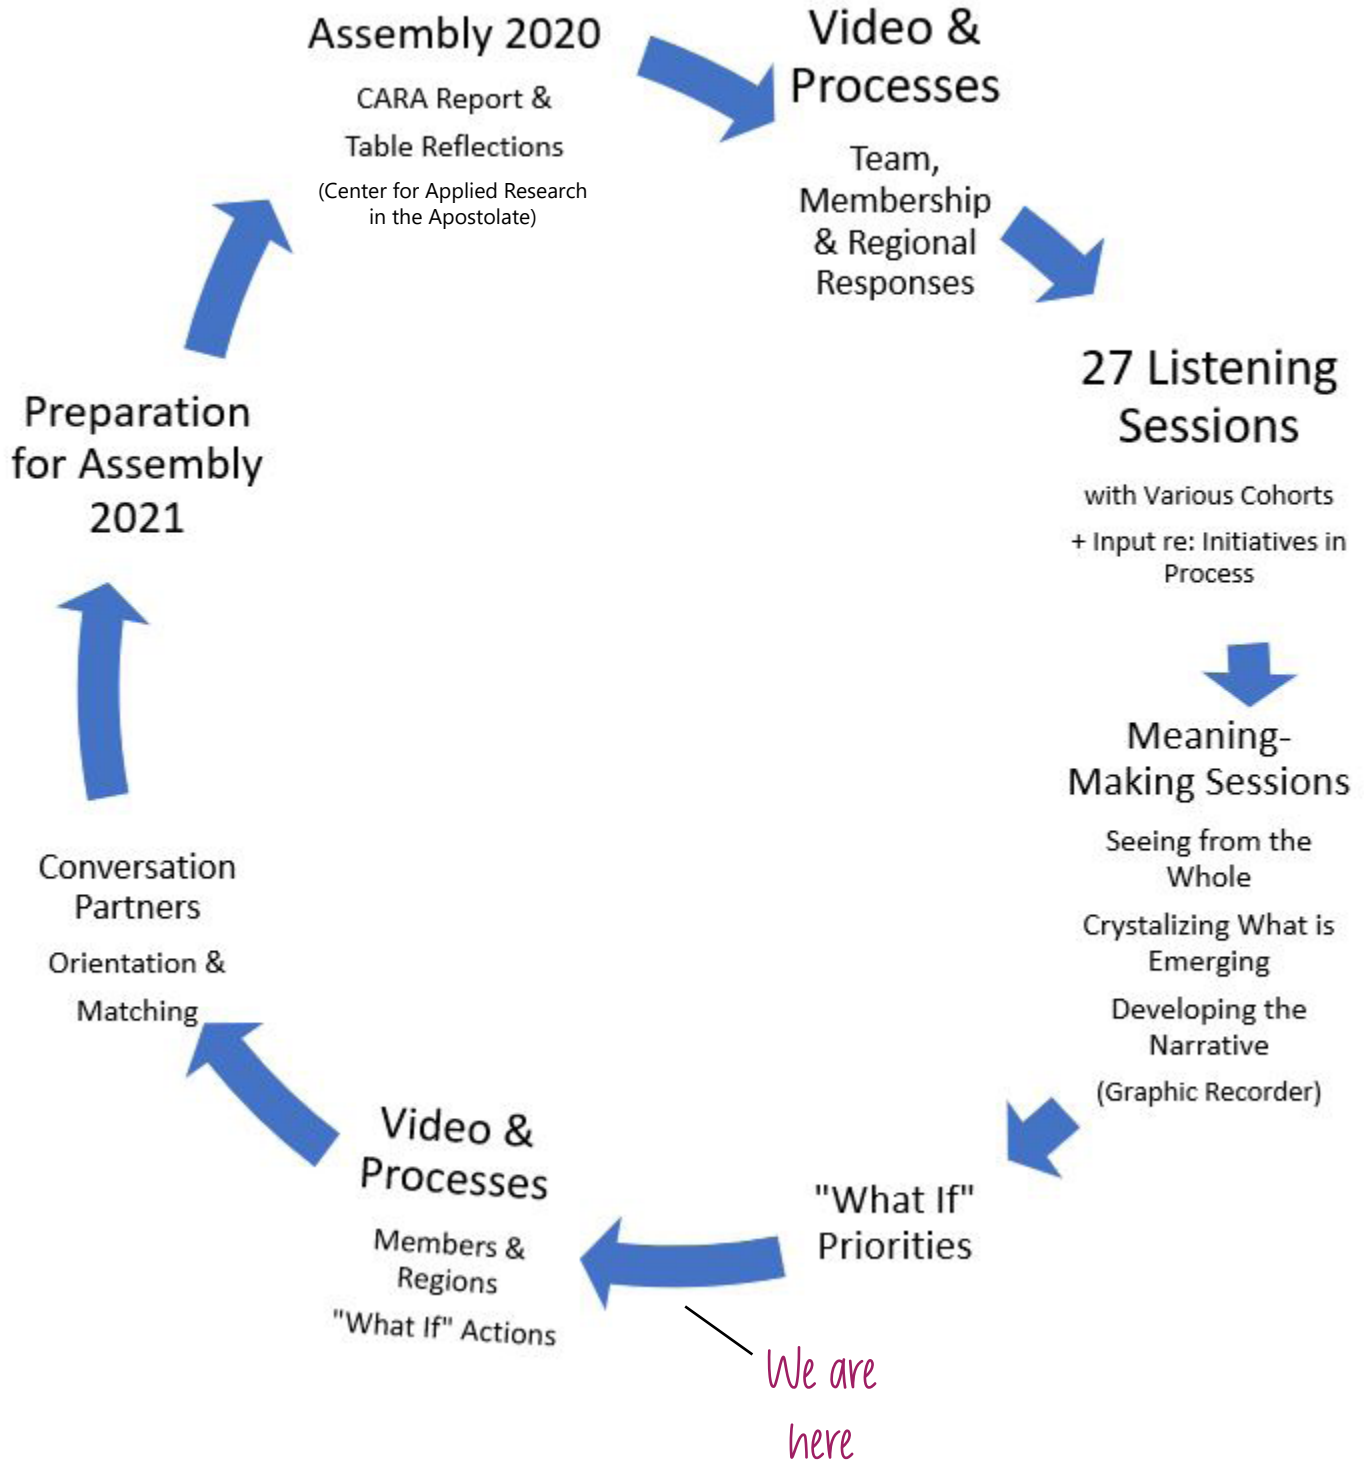 Assembly 2020
CARA Report &
Table Reflections
(Center for Applied Research
in the Apostolate)
Video &
Processes
Team,
Membership
& Regional
Responses
27 Listening
Sessions
with Various Cohorts
+ Input re: Initiatives in
Process
Meaning-
Making Sessions
Seeing from the
Whole
Crystalizing What is
Emerging
Developing the
Narrative
(Graphic Recorder)
"What If"
Priorities
We are
here
Video &
Processes
Members &
Regions
"What If" Actions
Conversation
Partners
Orientation &
Matching
Preparation
for Assembly
2021